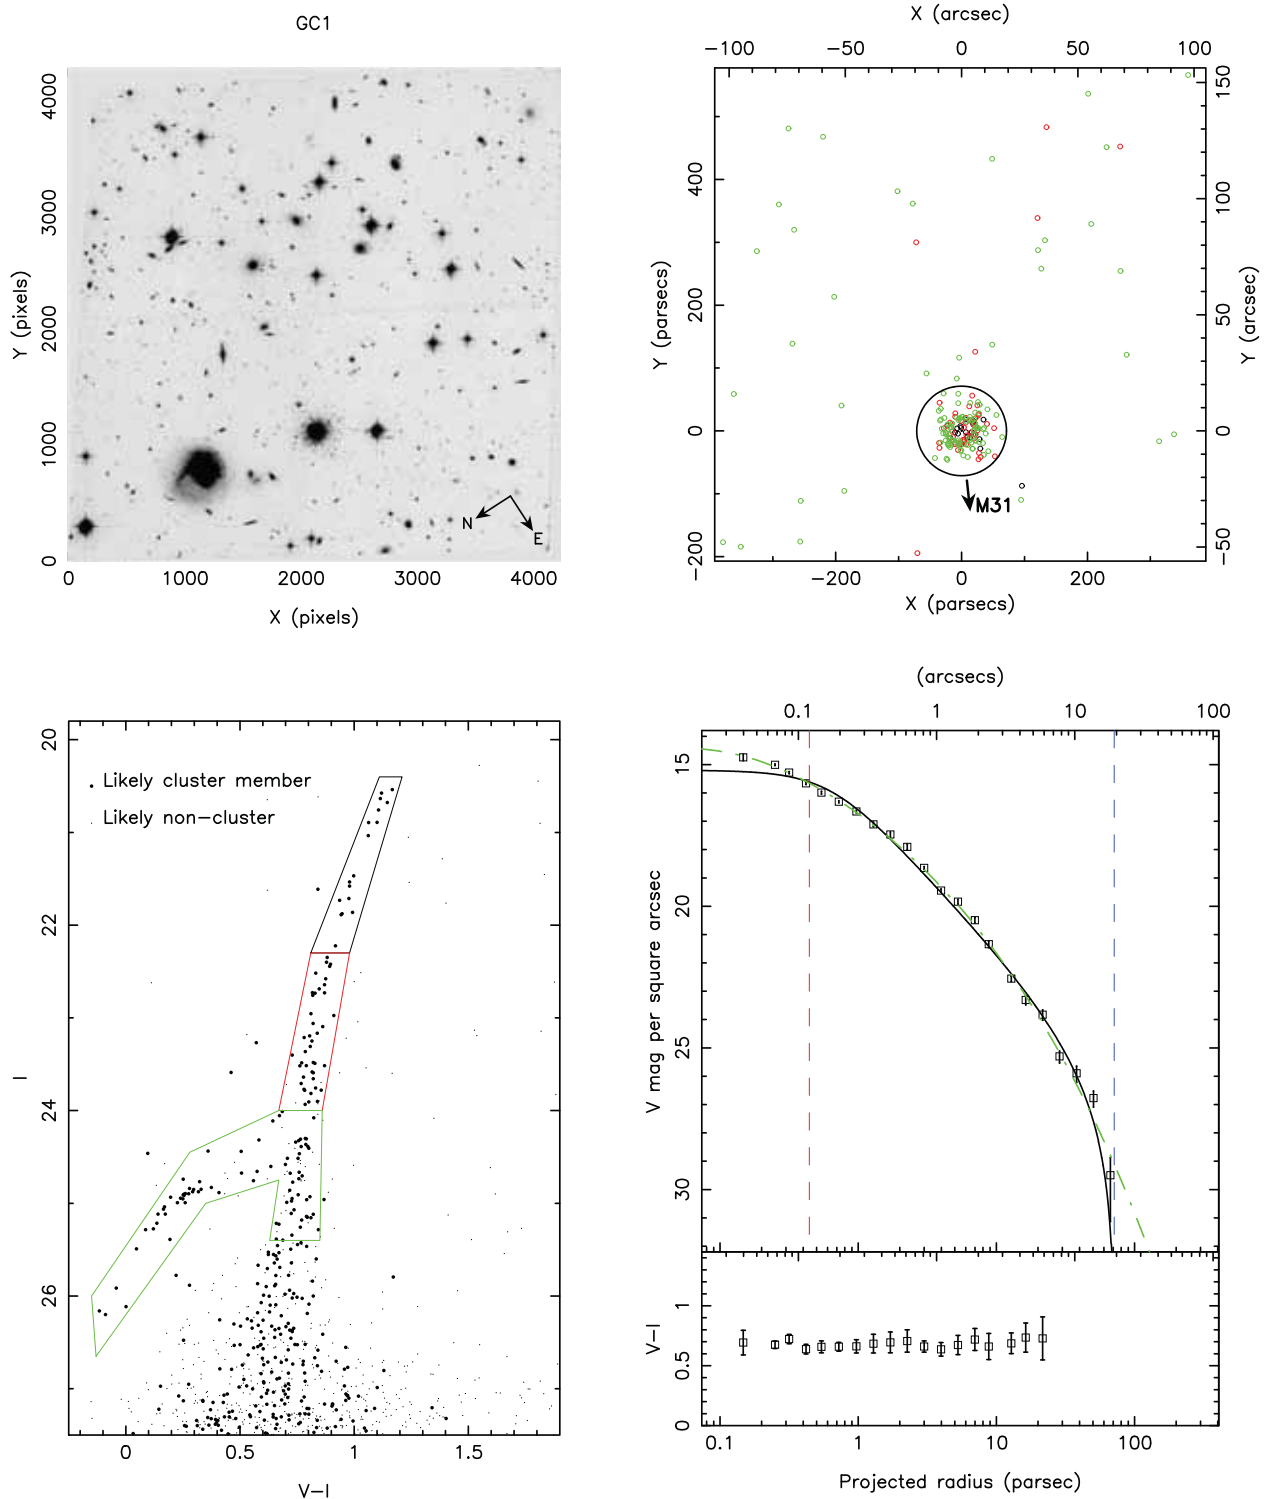 GC1
Y (pixels)
4000
3000
2000
1000
0
N
E
0 1000 2000 3000 4000
X (pixels)
X (arcsec)
−100 −50 0 50 100
Y (parsecs)
400
200
0
−200
150
100
50
0
−50
Y (arcsec)
M31
−200 0 200
X (parsecs)
I
20
22
24
26
Likely cluster member
Likely non−cluster
0 0.5 1 1.5
V−I
(arcsecs)
0.1 1 10 100
V mag per square arcsec
15
20
25
30
V−I
1
0.5
0
0.1 1 10 100
Projected radius (parsec)